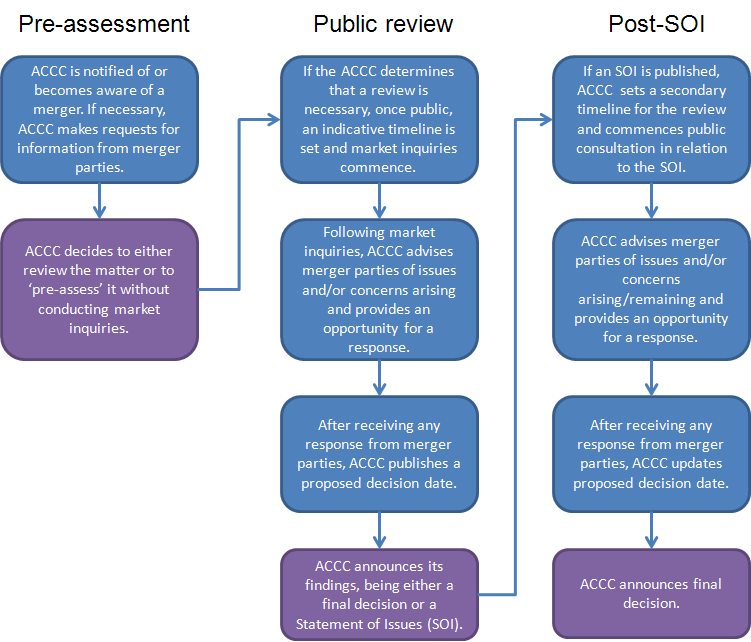 Pre-assessment
ACCC is notified of or
becomes aware of a
merger. If necessary,
ACCC makes requests for
information from merger
parties.
ACCC decides to either
review the matter or to
‘pre-assess’ it without
conducting market
inquiries.
Public review
If the ACCC determines
that a review is
necessary, once public,
an indicative timeline is
set and market inquiries
commence.
Following market
inquiries, ACCC advises
merger parties of issues
and/or concerns arising
and provides an
opportunity for a
response.
After receiving any
response from merger
parties, ACCC publishes a
proposed decision date.
ACCC announces its
findings, being either a
final decision or a
Statement of Issues (SOI).
Post-SOI
If an SOI is published,
ACCC sets a secondary
timeline for the review
and commences public
consultation in relation
to the SOI.
ACCC advises merger
parties of issues and/or
concerns
arising/remaining and
provides an opportunity
for a response.
After receiving any
response from merger
parties, ACCC updates
proposed decision date.
ACCC announces final
decision.